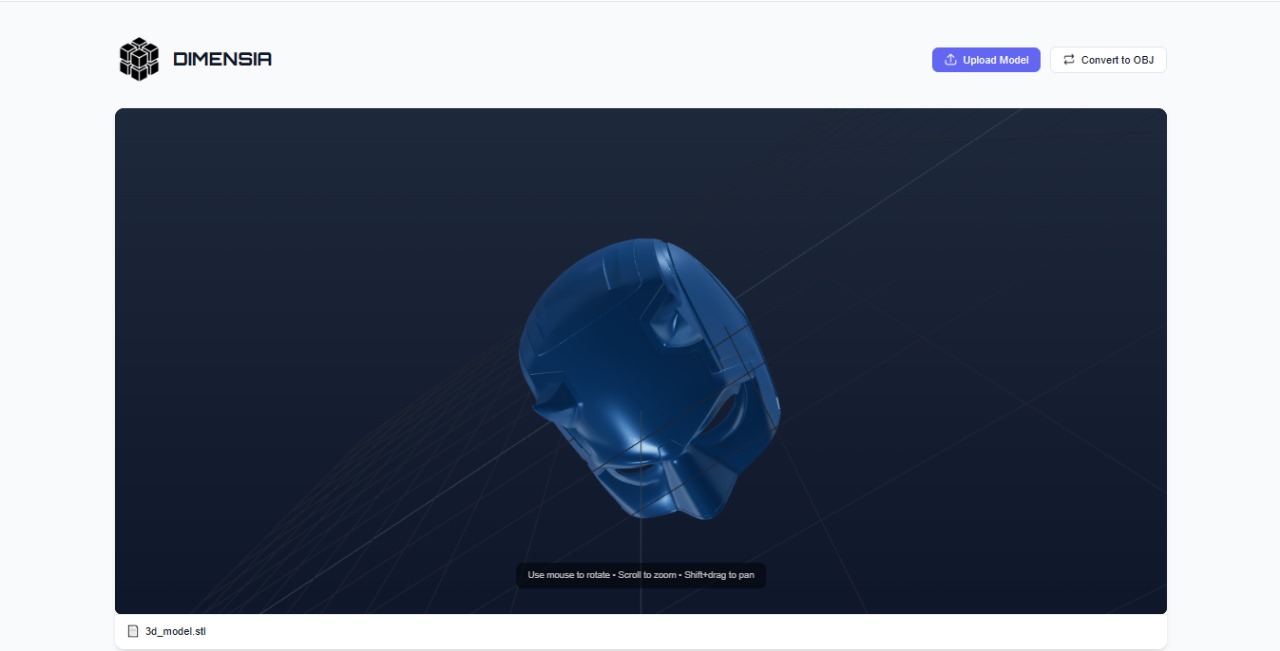 DIMENSIA
Upload Model
Convert to OBJ
Use mouse to rotate • Scroll to zoom • Shift+drag to pan
3d_model.stl